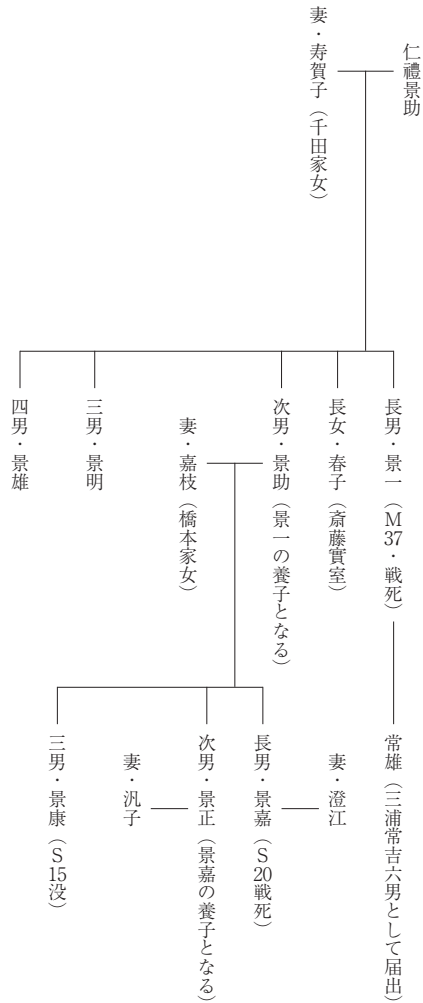 仁禮景助
妻・寿賀子（千田家女）
長男・景一（M37・戦死）
長女・春子（斎藤實室）
次男・景助（景一の養子となる）
妻・嘉枝（橋本家女）
三男・景明
四男・景雄
常雄（三浦常吉六男として届出）
妻・澄江
長男・景嘉（S20戦死）
次男・景正（景嘉の養子となる）
妻・汎子
三男・景康（S15没）